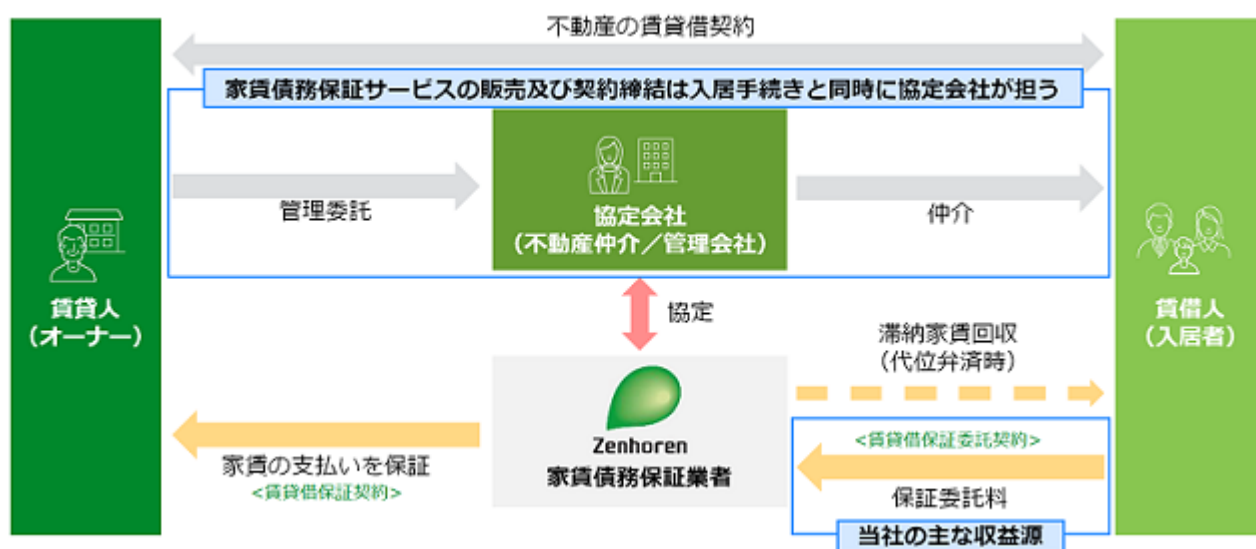 不動産の賃貸借契約
家賃債務保証サービスの販売及び契約締結は入居手続きと同時に協定会社が担う
管理委託
協定会社
（不動産仲介／管理会社）
仲介
賃貸人
（オーナー）
賃借人
（入居者）
協定
滞納家賃回収
（代位弁済時）
Zenhoren
家賃債務保証業者
家賃の支払いを保証
<賃貸借保証契約>
<賃貸借保証委託契約>
保証委託料
当社の主な収益源